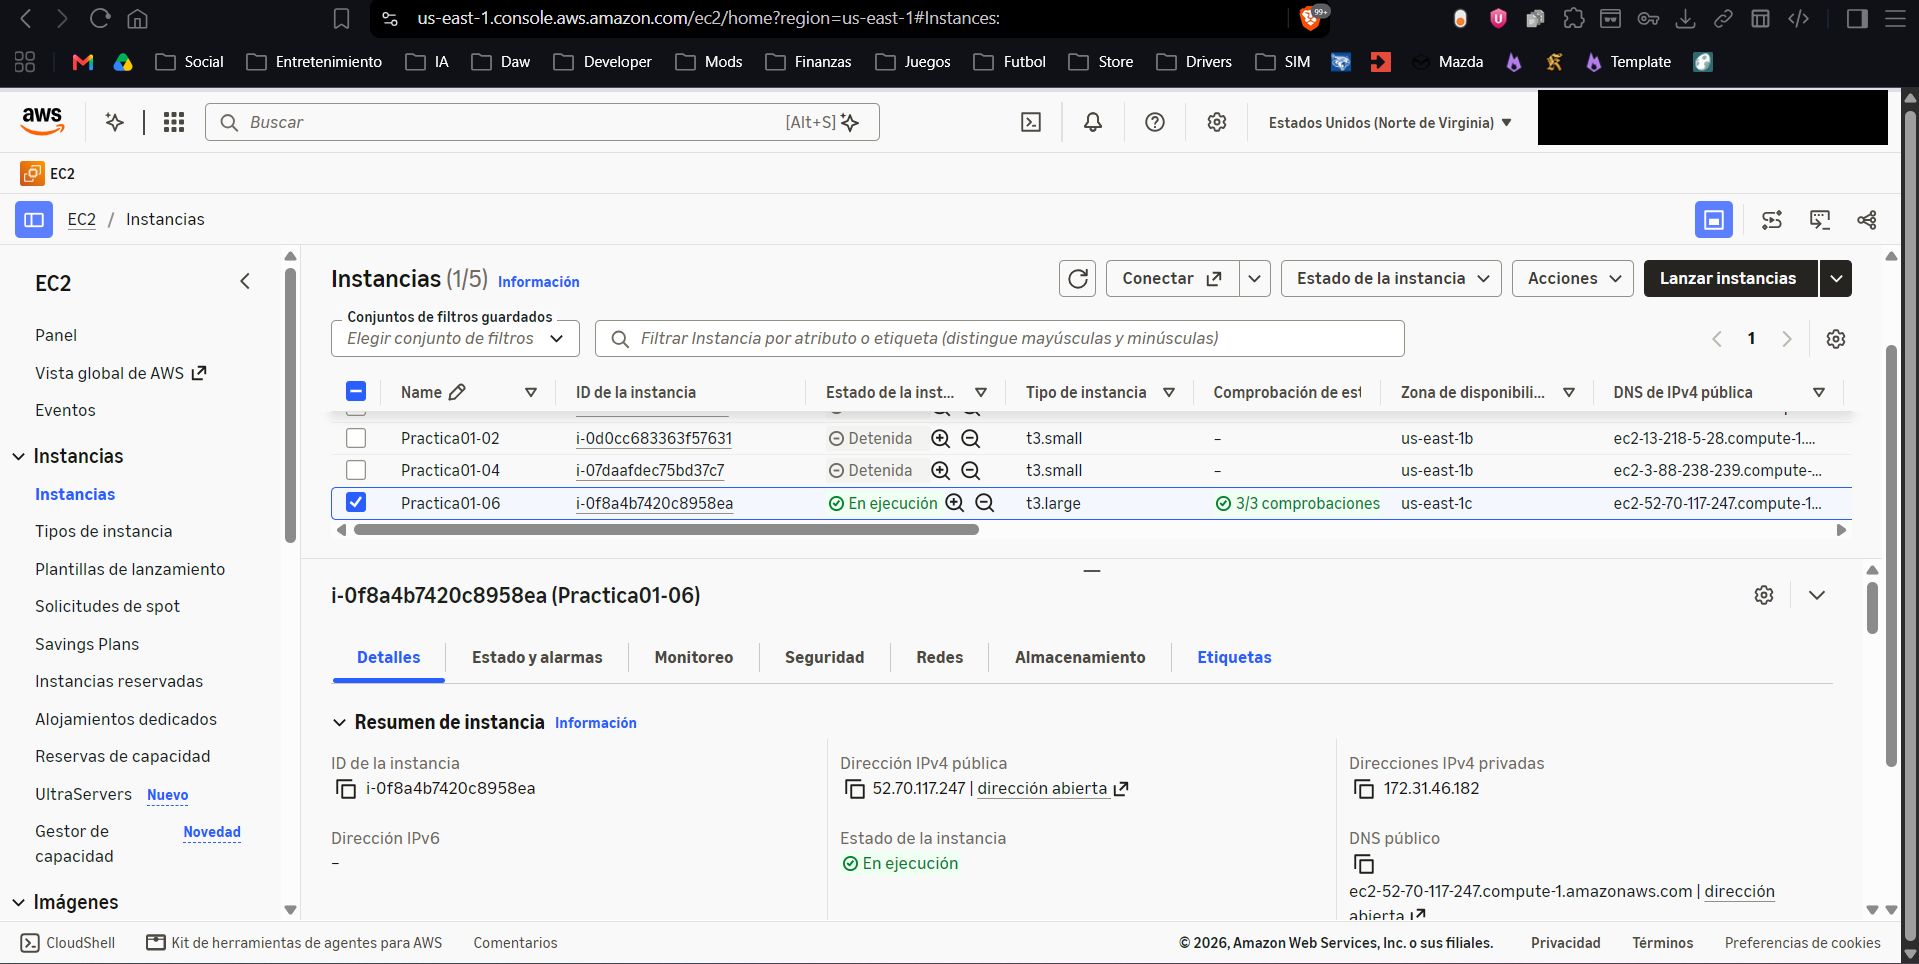 us-east-1.console.aws.amazon.com/ec2/home?region=us-east-1#Instances:
99+
Social
Entretenimiento
IA
Daw
Developer
Mods
Finanzas
Juegos
Futbol
Store
Drivers
SIM
Mazda
Template
aws
Buscar
[Alt+S]
Estados Unidos (Norte de Virginia)
EC2
EC2 / Instancias
EC2
Panel
Vista global de AWS
Eventos
Instancias
Instancias
Tipos de instancia
Plantillas de lanzamiento
Solicitudes de spot
Savings Plans
Instancias reservadas
Alojamientos dedicados
Reservas de capacidad
UltraServers Nuevo
Gestor de capacidad Novedad
Imágenes
Instancias (1/5) Información
Conectar
Estado de la instancia
Acciones
Lanzar instancias
Conjuntos de filtros guardados
Elegir conjunto de filtros
Filtrar Instancia por atributo o etiqueta (distingue mayúsculas y minúsculas)
1
Name ID de la instancia Estado de la inst... Tipo de instancia Comprobación de est Zona de disponibili... DNS de IPv4 pública
Practica01-02 i-0d0cc683363f57631 Detenida t3.small – us-east-1b ec2-13-218-5-28.compute-1....
Practica01-04 i-07daafdec75bd37c7 Detenida t3.small – us-east-1b ec2-3-88-238-239.compute-...
Practica01-06 i-0f8a4b7420c8958ea En ejecución t3.large 3/3 comprobaciones us-east-1c ec2-52-70-117-247.compute-1...
i-0f8a4b7420c8958ea (Practica01-06)
Detalles
Estado y alarmas
Monitoreo
Seguridad
Redes
Almacenamiento
Etiquetas
Resumen de instancia Información
ID de la instancia
i-0f8a4b7420c8958ea
Dirección IPv4 pública
52.70.117.247 | dirección abierta
Direcciones IPv4 privadas
172.31.46.182
Dirección IPv6
–
Estado de la instancia
En ejecución
DNS público
ec2-52-70-117-247.compute-1.amazonaws.com | dirección
abierta
CloudShell
Kit de herramientas de agentes para AWS
Comentarios
© 2026, Amazon Web Services, Inc. o sus filiales.
Privacidad
Términos
Preferencias de cookies